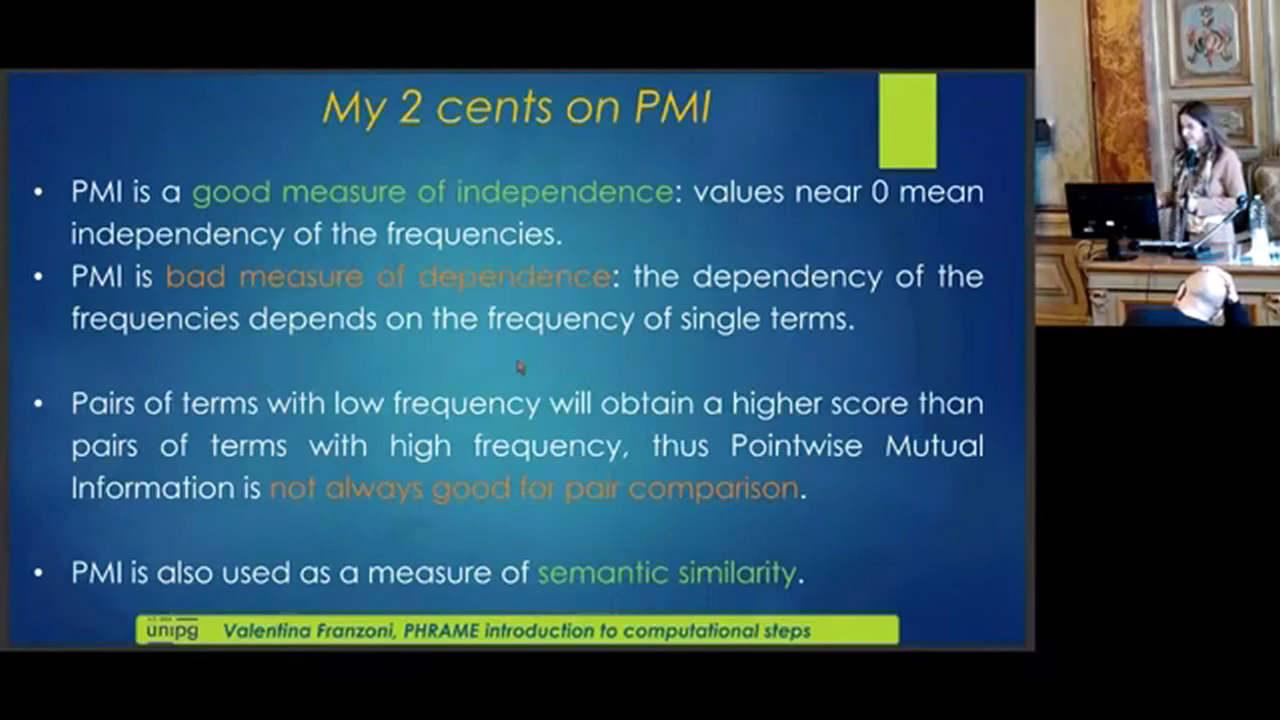 My 2 cents on PMI
• PMI is a good measure of independence: values near 0 mean
independency of the frequencies.
• PMI is bad measure of dependence: the dependency of the
frequencies depends on the frequency of single terms.
• Pairs of terms with low frequency will obtain a higher score than
pairs of terms with high frequency, thus Pointwise Mutual
Information is not always good for pair comparison.
• PMI is also used as a measure of semantic similarity.
unipg Valentina Franzoni, PHRAME introduction to computational steps